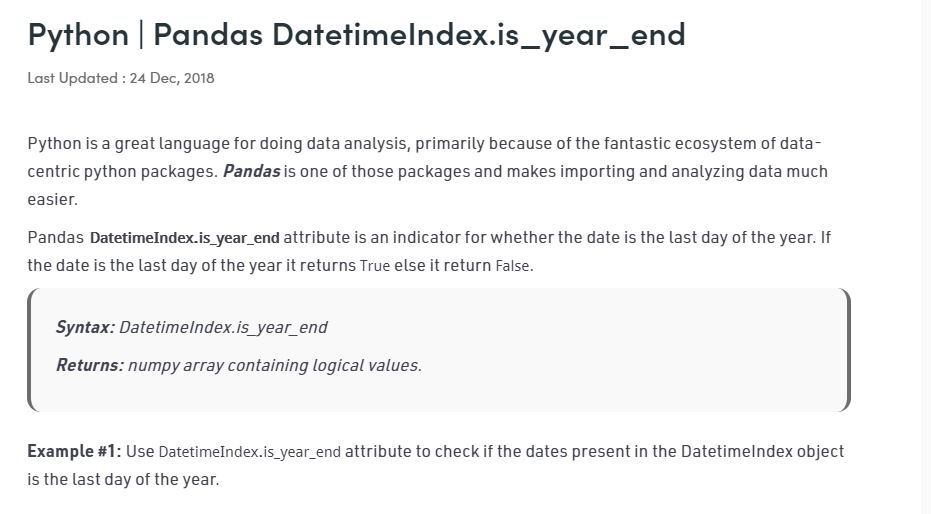 Python | Pandas DatetimeIndex.is_year_end
Last Updated : 24 Dec, 2018
Python is a great language for doing data analysis, primarily because of the fantastic ecosystem of data-
centric python packages. Pandas is one of those packages and makes importing and analyzing data much
easier.
Pandas DatetimeIndex.is_year_end attribute is an indicator for whether the date is the last day of the year. If
the date is the last day of the year it returns True else it return False.
Syntax: DatetimeIndex.is_year_end
Returns: numpy array containing logical values.
Example #1: Use DatetimeIndex.is_year_end attribute to check if the dates present in the DatetimeIndex object
is the last day of the year.